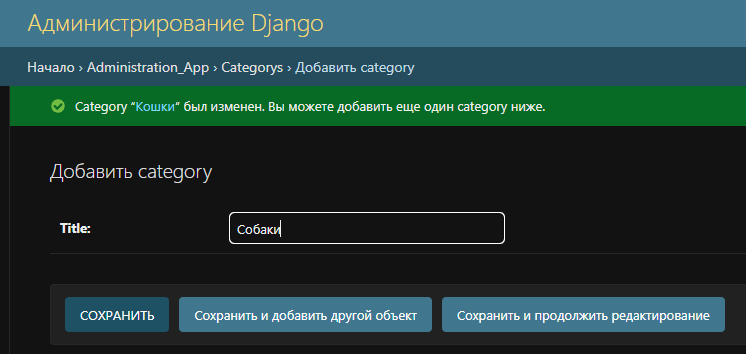 Администрирование Django
Начало › Administration_App › Categorys › Добавить category
Category “Кошки” был изменен. Вы можете добавить еще один category ниже.
Добавить category
Title: Собаки
СОХРАНИТЬ Сохранить и добавить другой объект Сохранить и продолжить редактирование